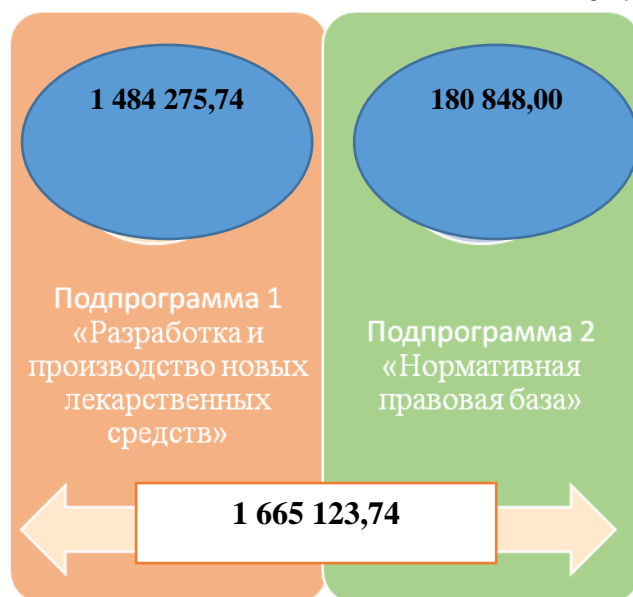 1 484 275,74
180 848,00
Подпрограмма 1
«Разработка и
производство новых
лекарственных
средств»
Подпрограмма 2
«Нормативная
правовая база»
1 665 123,74